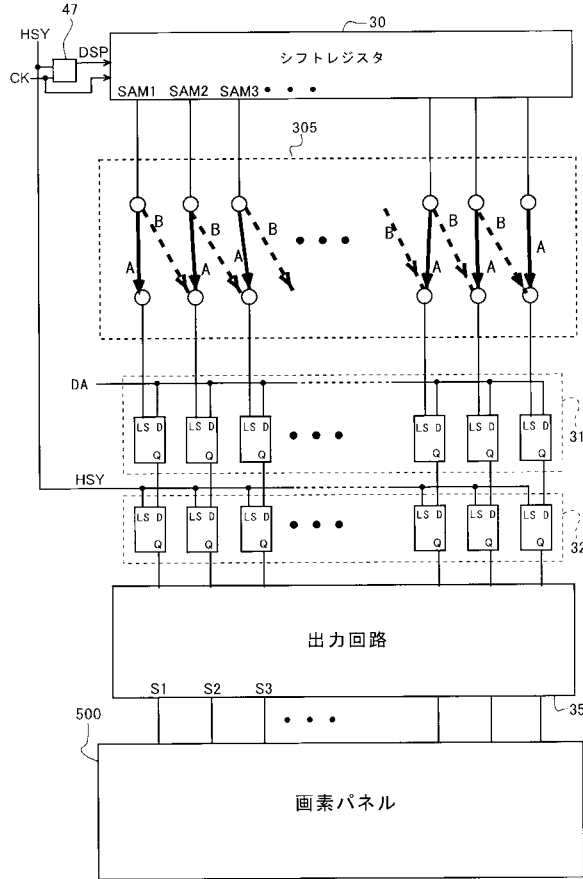 HSY
47
DSP
CK
30
シフトレジスタ
SAM1 SAM2 SAM3
305
B B B B B B
A A A A A A
DA
LS D LS D LS D LS D LS D LS D
Q Q Q Q Q Q
31
HSY
LS D LS D LS D LS D LS D LS D
Q Q Q Q Q Q
32
出力回路
S1 S2 S3
35
500
画素パネル